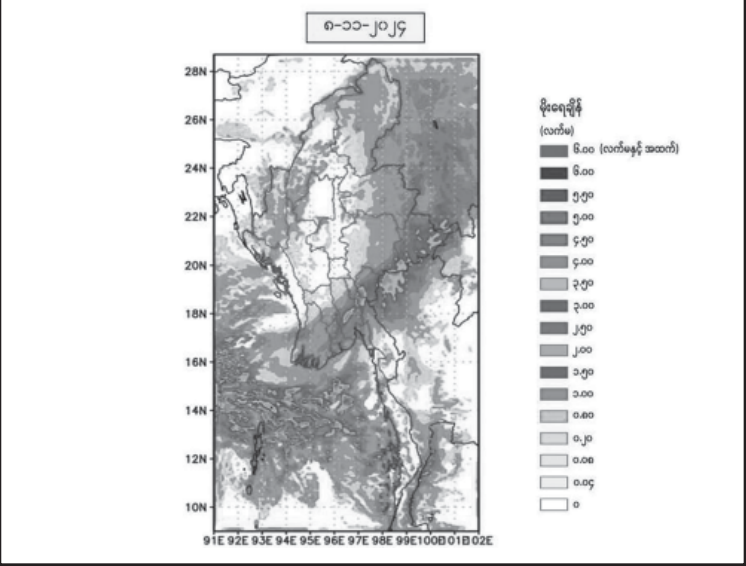 ၈-၁၁-၂၀၂၄
28N
26N
24N
22N
20N
18N
16N
14N
12N
10N
91E 92E 93E 94E 95E 96E 97E 98E 99E 100E 101E 102E
မိုးရေချိန်
(လက်မ)
၆.၀၀ (လက်မနှင့် အထက်)
၆.၀၀
၅.၅၀
၅.၀၀
၄.၅၀
၄.၀၀
၃.၅၀
၃.၀၀
၂.၅၀
၂.၀၀
၁.၅၀
၁.၀၀
၀.၈၀
၀.၂၀
၀.၀၈
၀.၀၄
၀